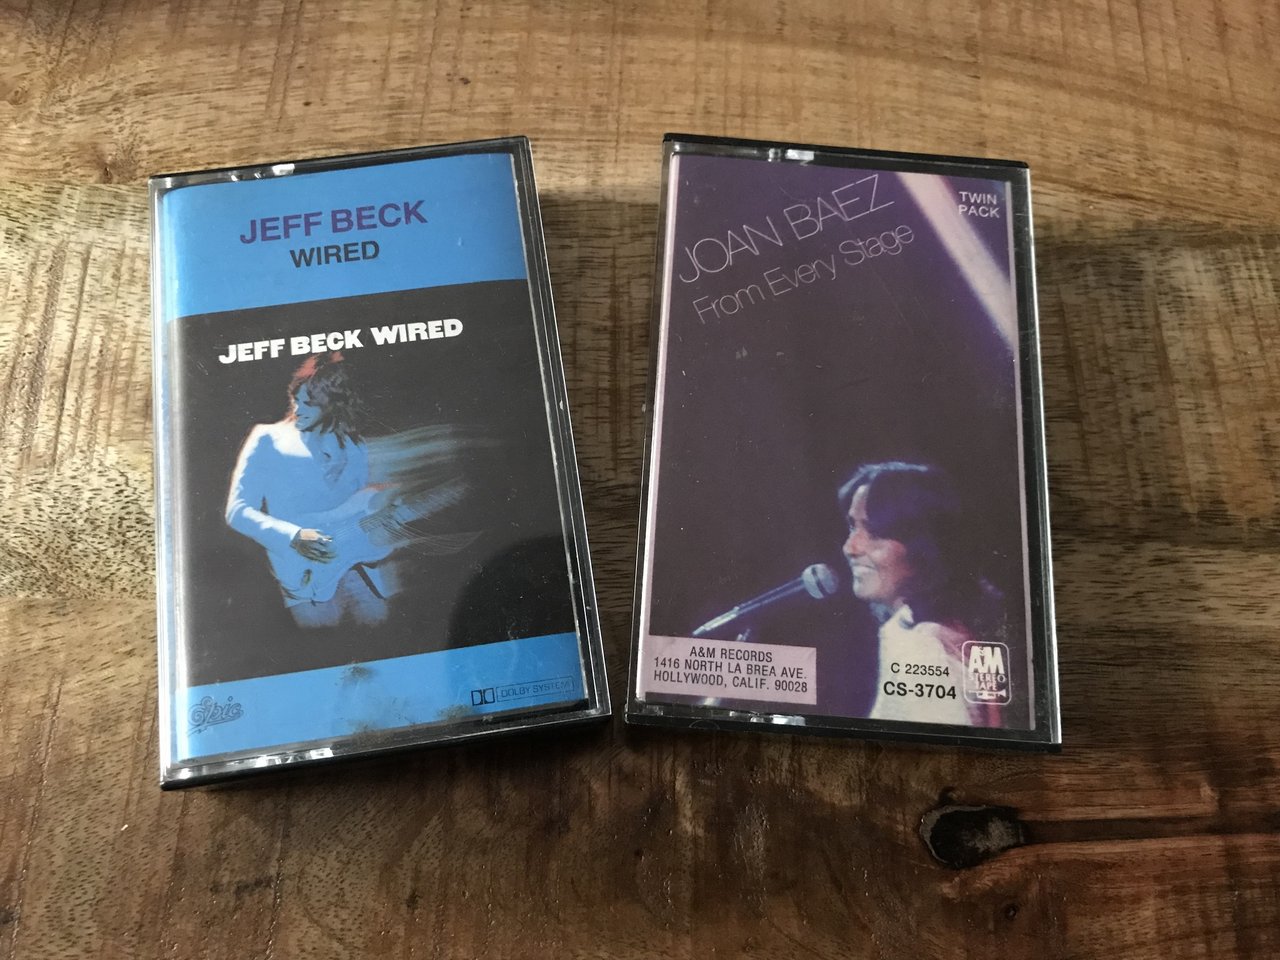 JEFF BECK
WIRED
JEFF BECK WIRED
Epic
DOLBY SYSTEM
JOAN BAEZ
From Every Stage
TWIN
PACK
A&M RECORDS
1416 NORTH LA BREA AVE.
HOLLYWOOD, CALIF. 90028
C 223554
CS-3704
A&M
STEREO
TAPE